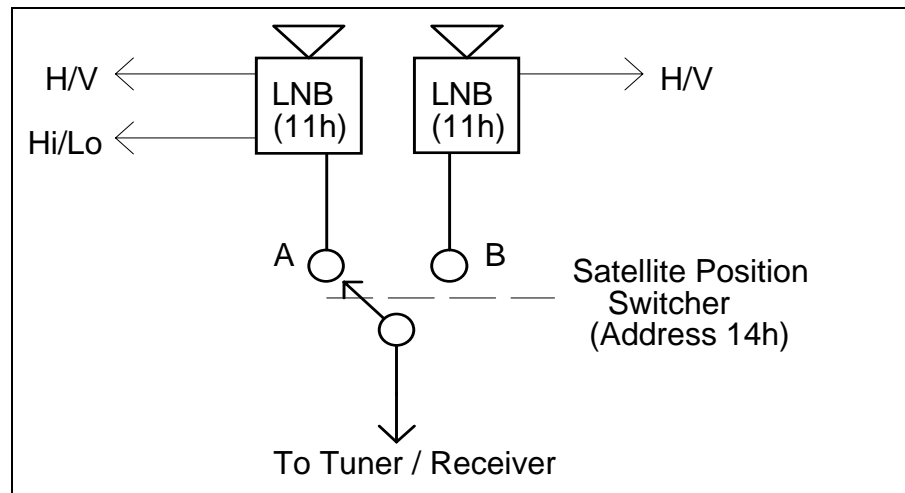 H/V
LNB
(11h)
LNB
(11h)
H/V
Hi/Lo
A
B
Satellite Position
Switcher
(Address 14h)
To Tuner / Receiver